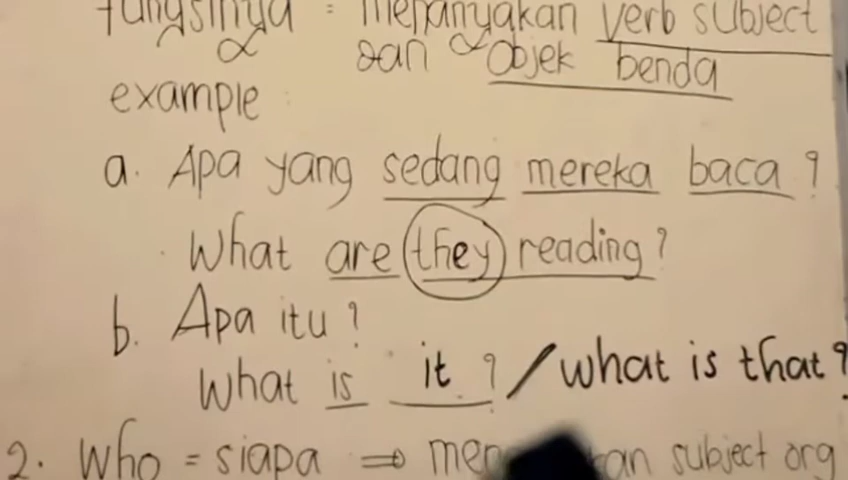 fungsinya = menanyakan verb subject
dan objek benda
example :
a. Apa yang sedang mereka baca ?
What are they reading ?
b. Apa itu ?
What is it ? / what is that ?
2. Who = siapa ⇒ subject org